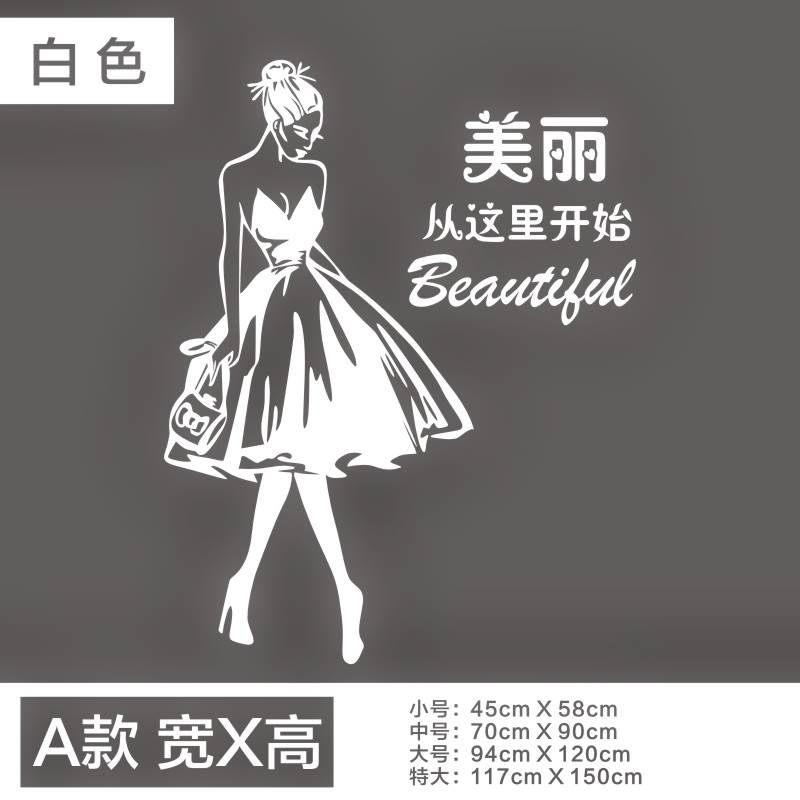 白色
美丽
从这里开始
Beautiful
A款 宽X高
小号：45cm X 58cm
中号：70cm X 90cm
大号：94cm X 120cm
特大：117cm X 150cm